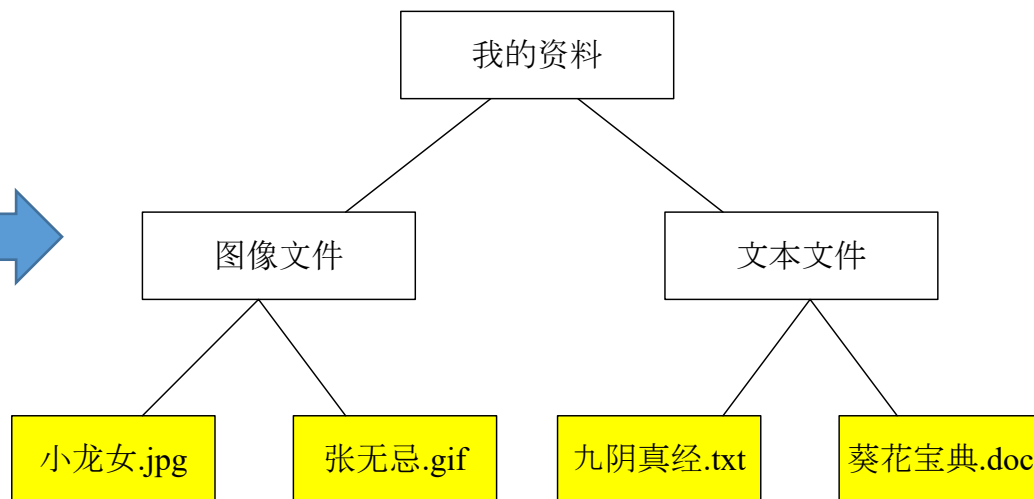 我的资料
图像文件
文本文件
小龙女.jpg
张无忌.gif
九阴真经.txt
葵花宝典.doc